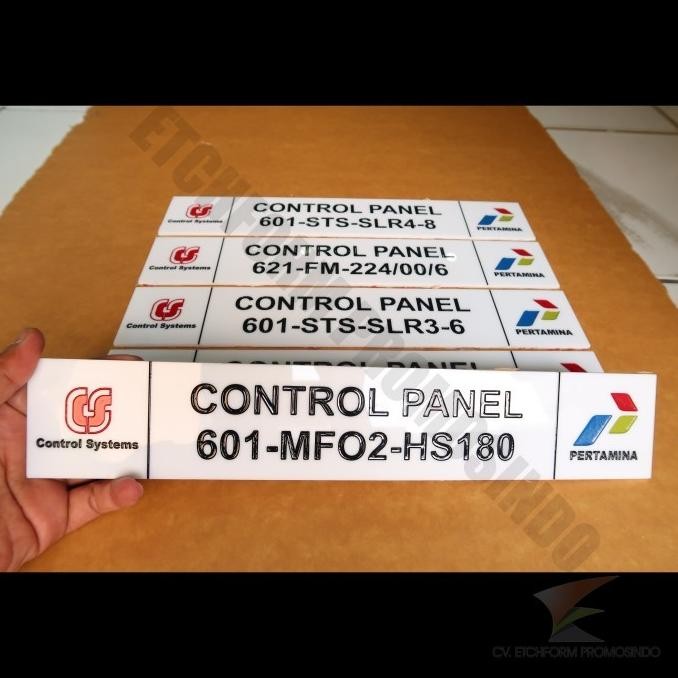 ETCHFORM PROMOSINDO
Control Systems
CONTROL PANEL
601-STS-SLR4-8
PERTAMINA
Control Systems
CONTROL PANEL
621-FM-224/00/6
PERTAMINA
Control Systems
CONTROL PANEL
601-STS-SLR3-6
PERTAMINA
Control Systems
CONTROL PANEL
601-MFO2-HS180
PERTAMINA
CV. ETCHFORM PROMOSINDO